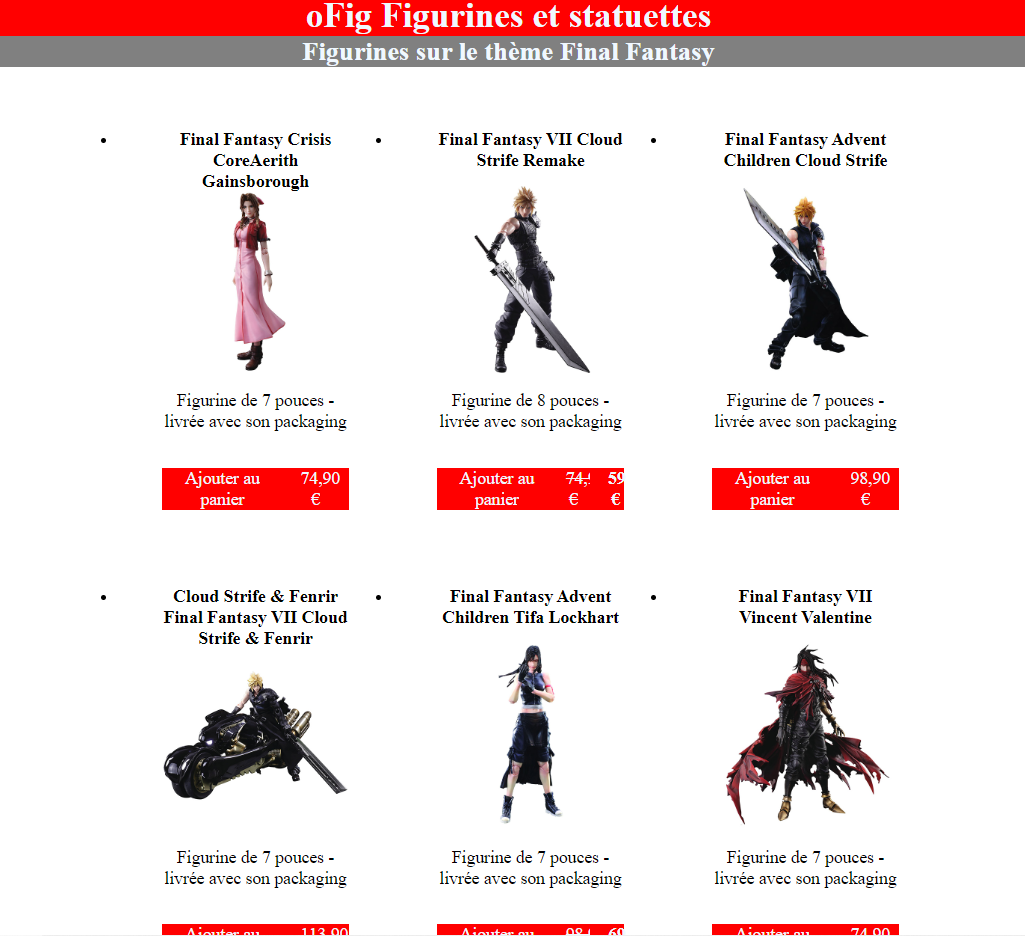 oFig Figurines et statuettes
Figurines sur le thème Final Fantasy
Final Fantasy Crisis
CoreAerith
Gainsborough
Figurine de 7 pouces -
livrée avec son packaging
Ajouter au
panier
74,90
€
Final Fantasy VII Cloud
Strife Remake
Figurine de 8 pouces -
livrée avec son packaging
Ajouter au
panier
74,
€
59
€
Final Fantasy Advent
Children Cloud Strife
Figurine de 7 pouces -
livrée avec son packaging
Ajouter au
panier
98,90
€
Cloud Strife & Fenrir
Final Fantasy VII Cloud
Strife & Fenrir
Figurine de 7 pouces -
livrée avec son packaging
Ajouter au
113,90
Final Fantasy Advent
Children Tifa Lockhart
Figurine de 7 pouces -
livrée avec son packaging
Ajouter au
98,
69
Final Fantasy VII
Vincent Valentine
Figurine de 7 pouces -
livrée avec son packaging
Ajouter au
74,90